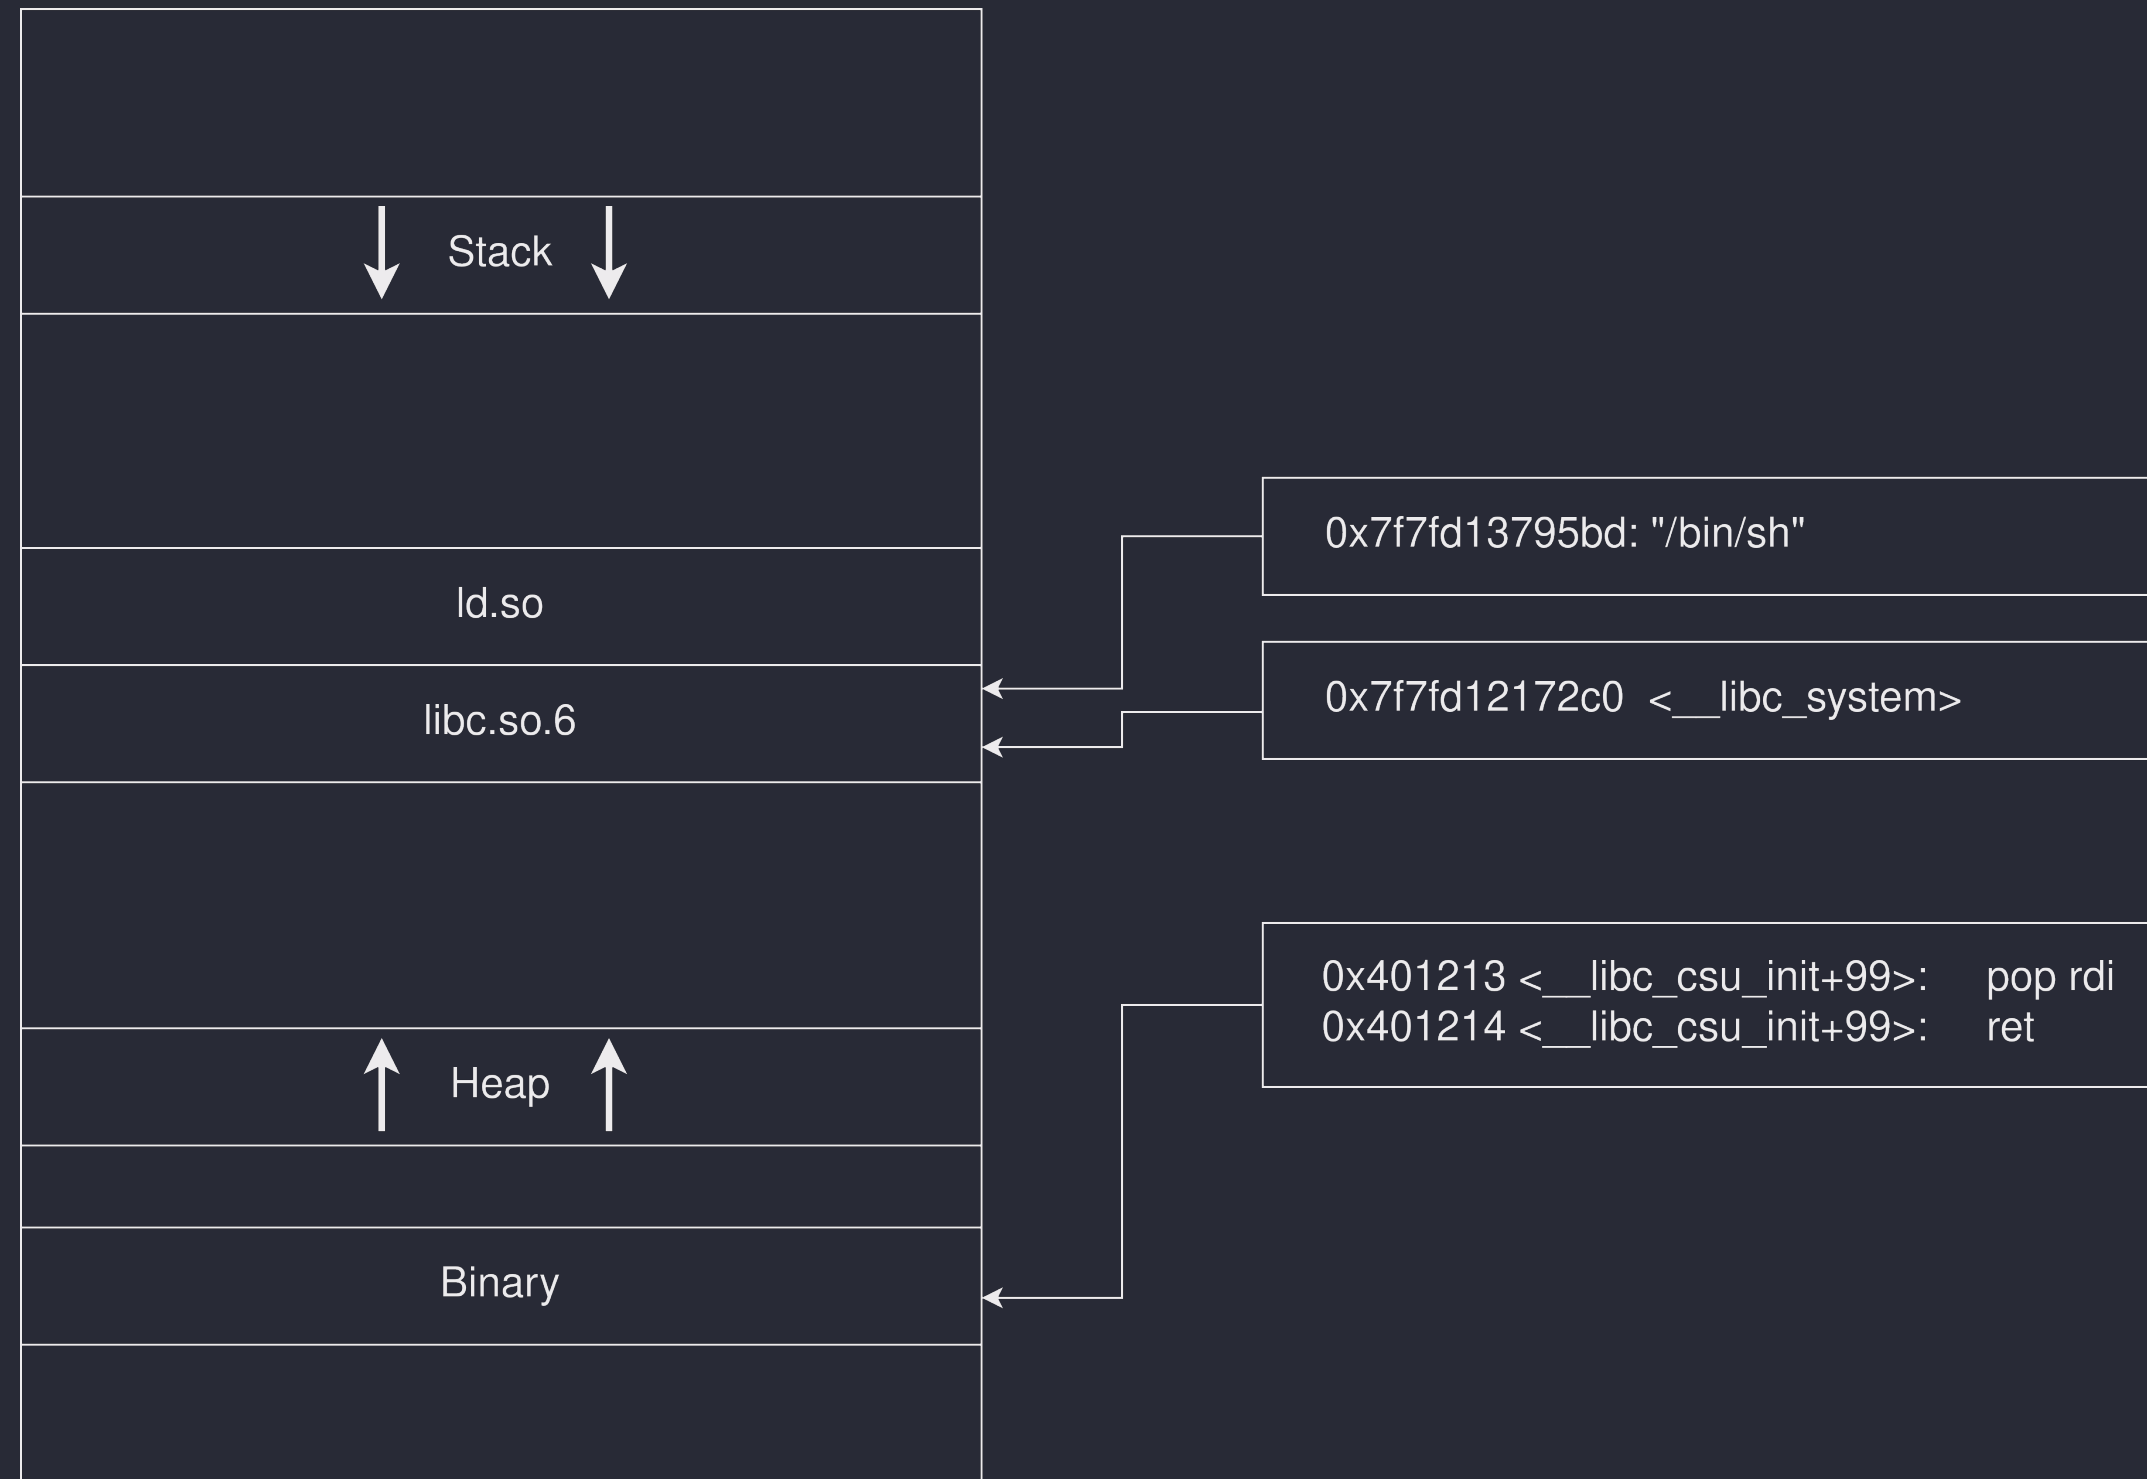 Stack
ld.so
libc.so.6
Heap
Binary
0x7f7fd13795bd: "/bin/sh"
0x7f7fd12172c0 <__libc_system>
0x401213 <__libc_csu_init+99>: pop rdi
0x401214 <__libc_csu_init+99>: ret